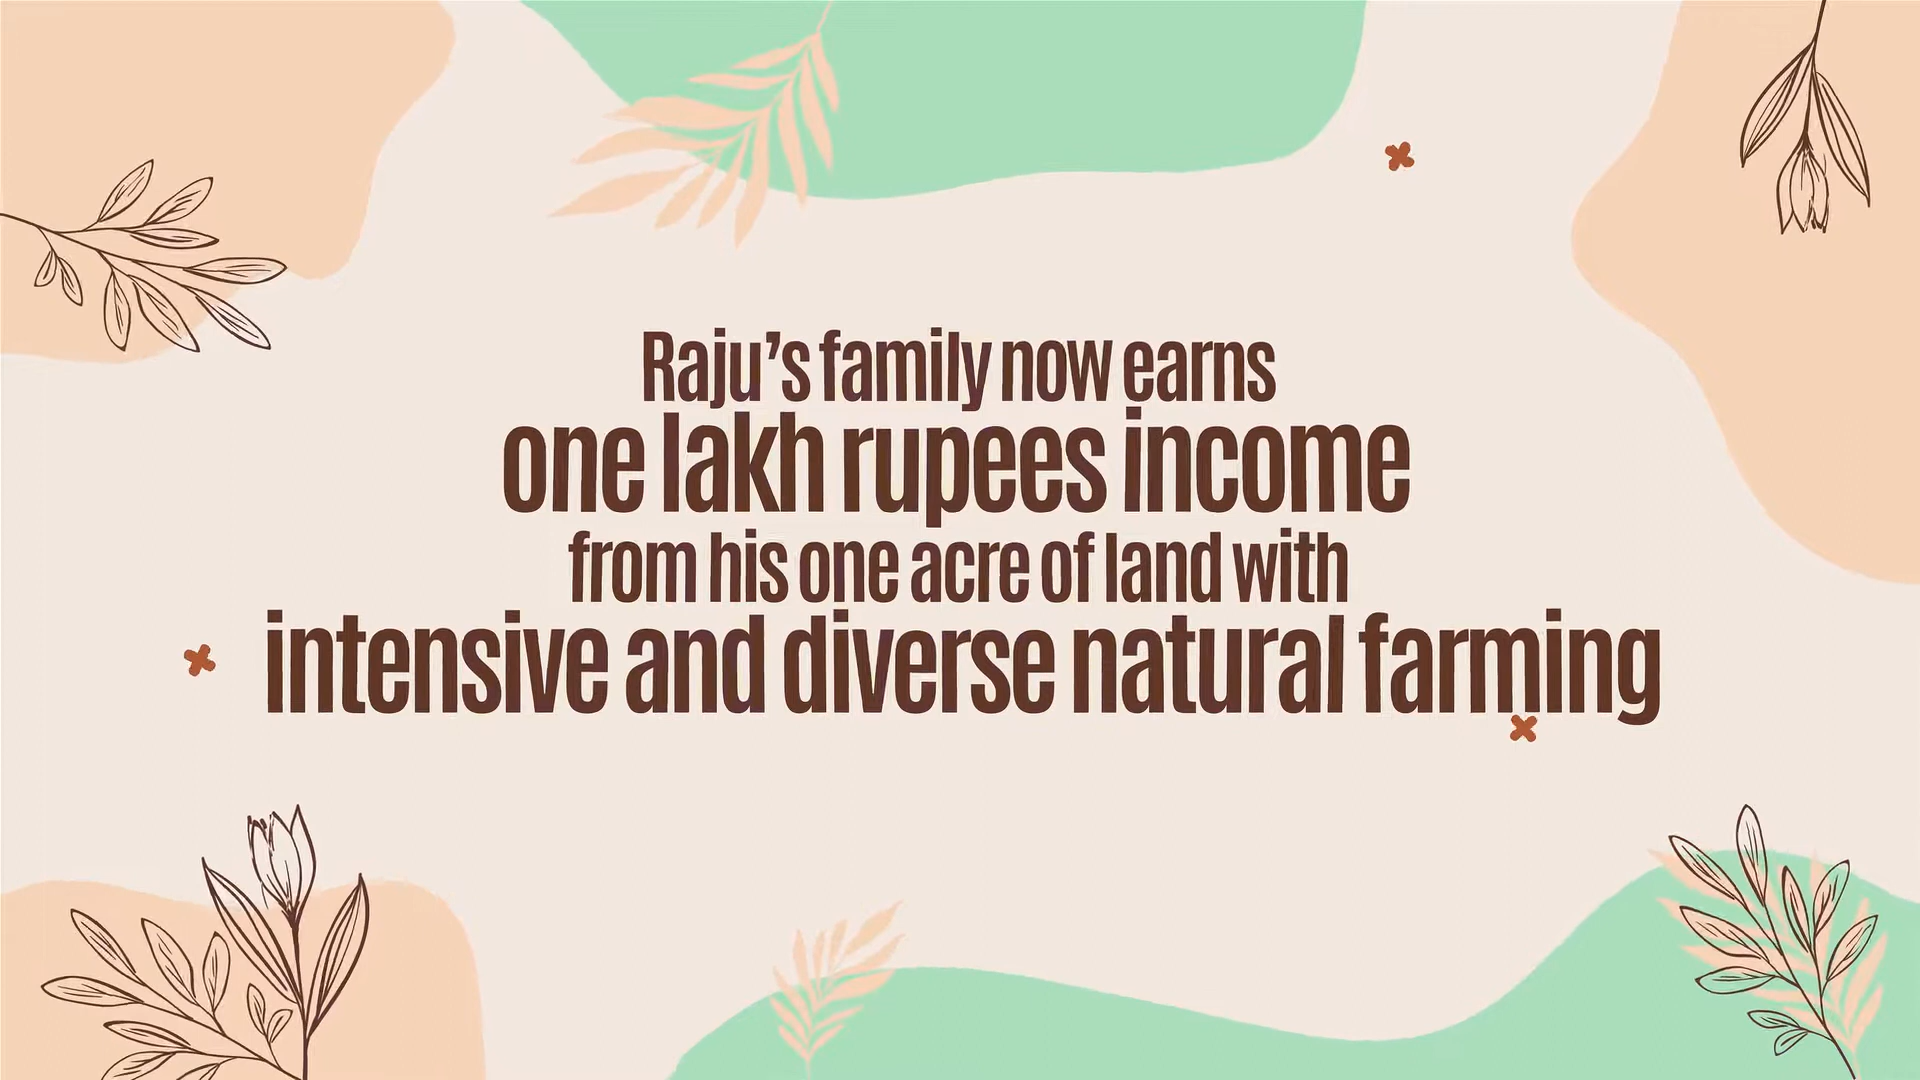 Raju’s family now earns
one lakh rupees income
from his one acre of land with
intensive and diverse natural farming